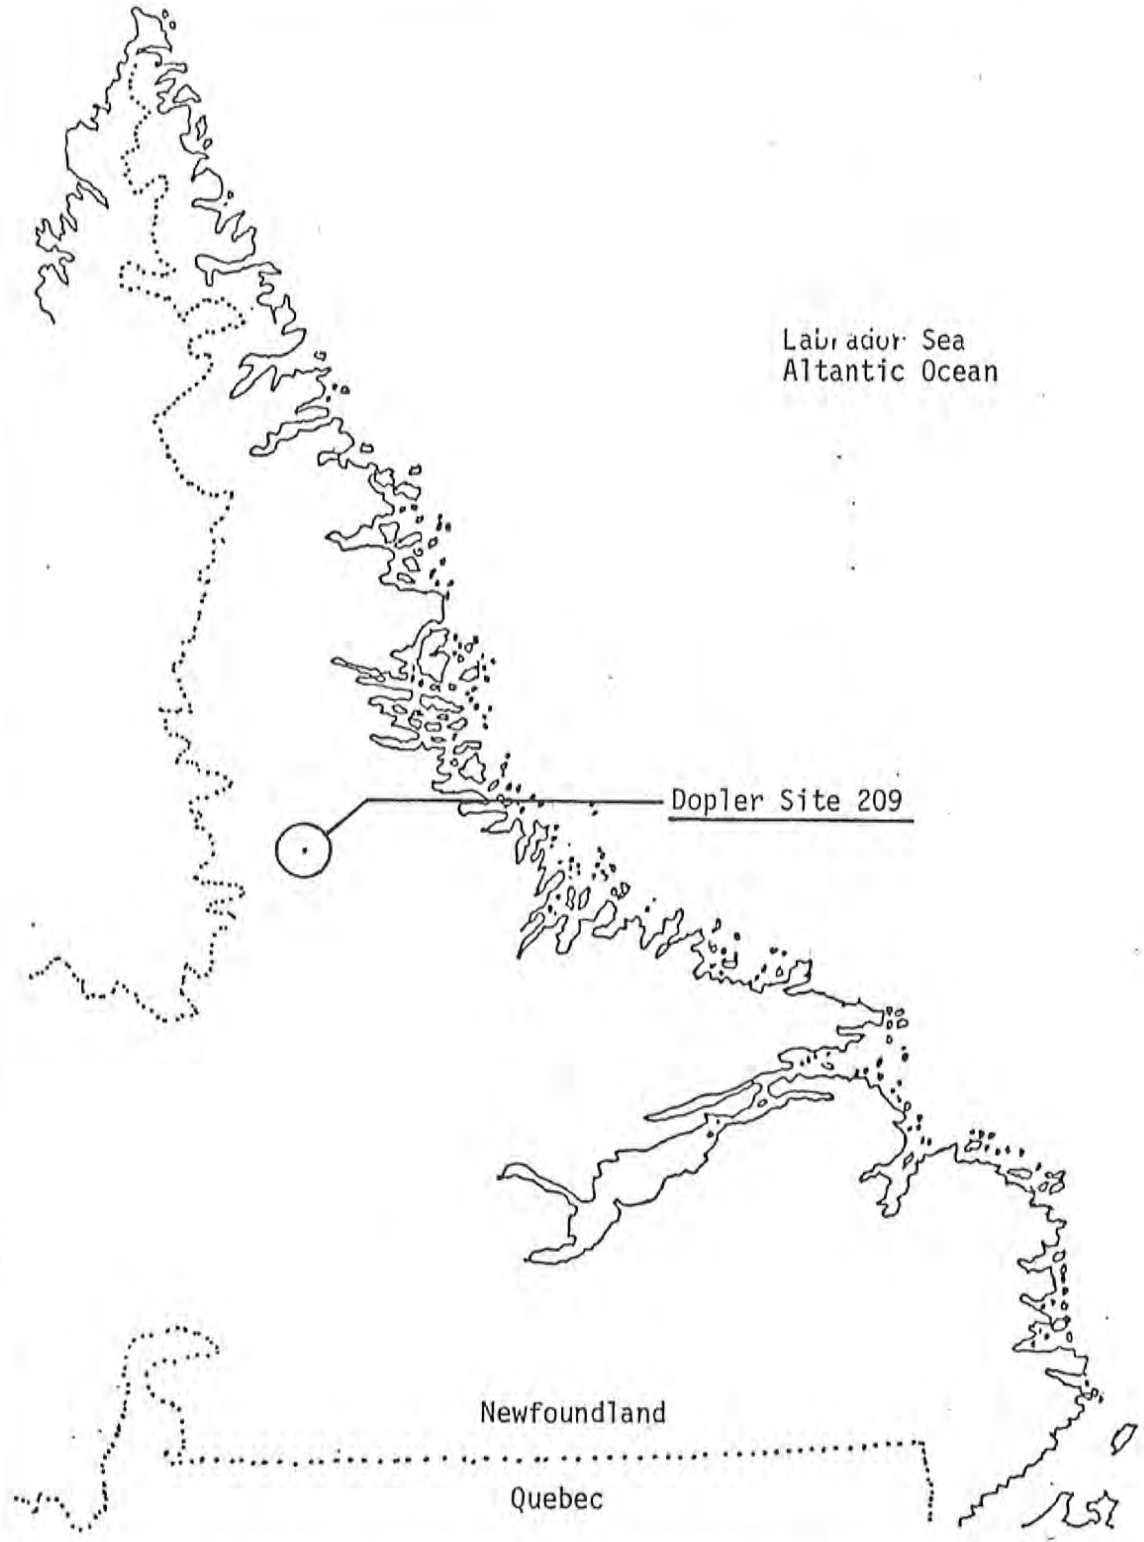 Labrador Sea
Altantic Ocean
Dopler Site 209
Newfoundland
Quebec